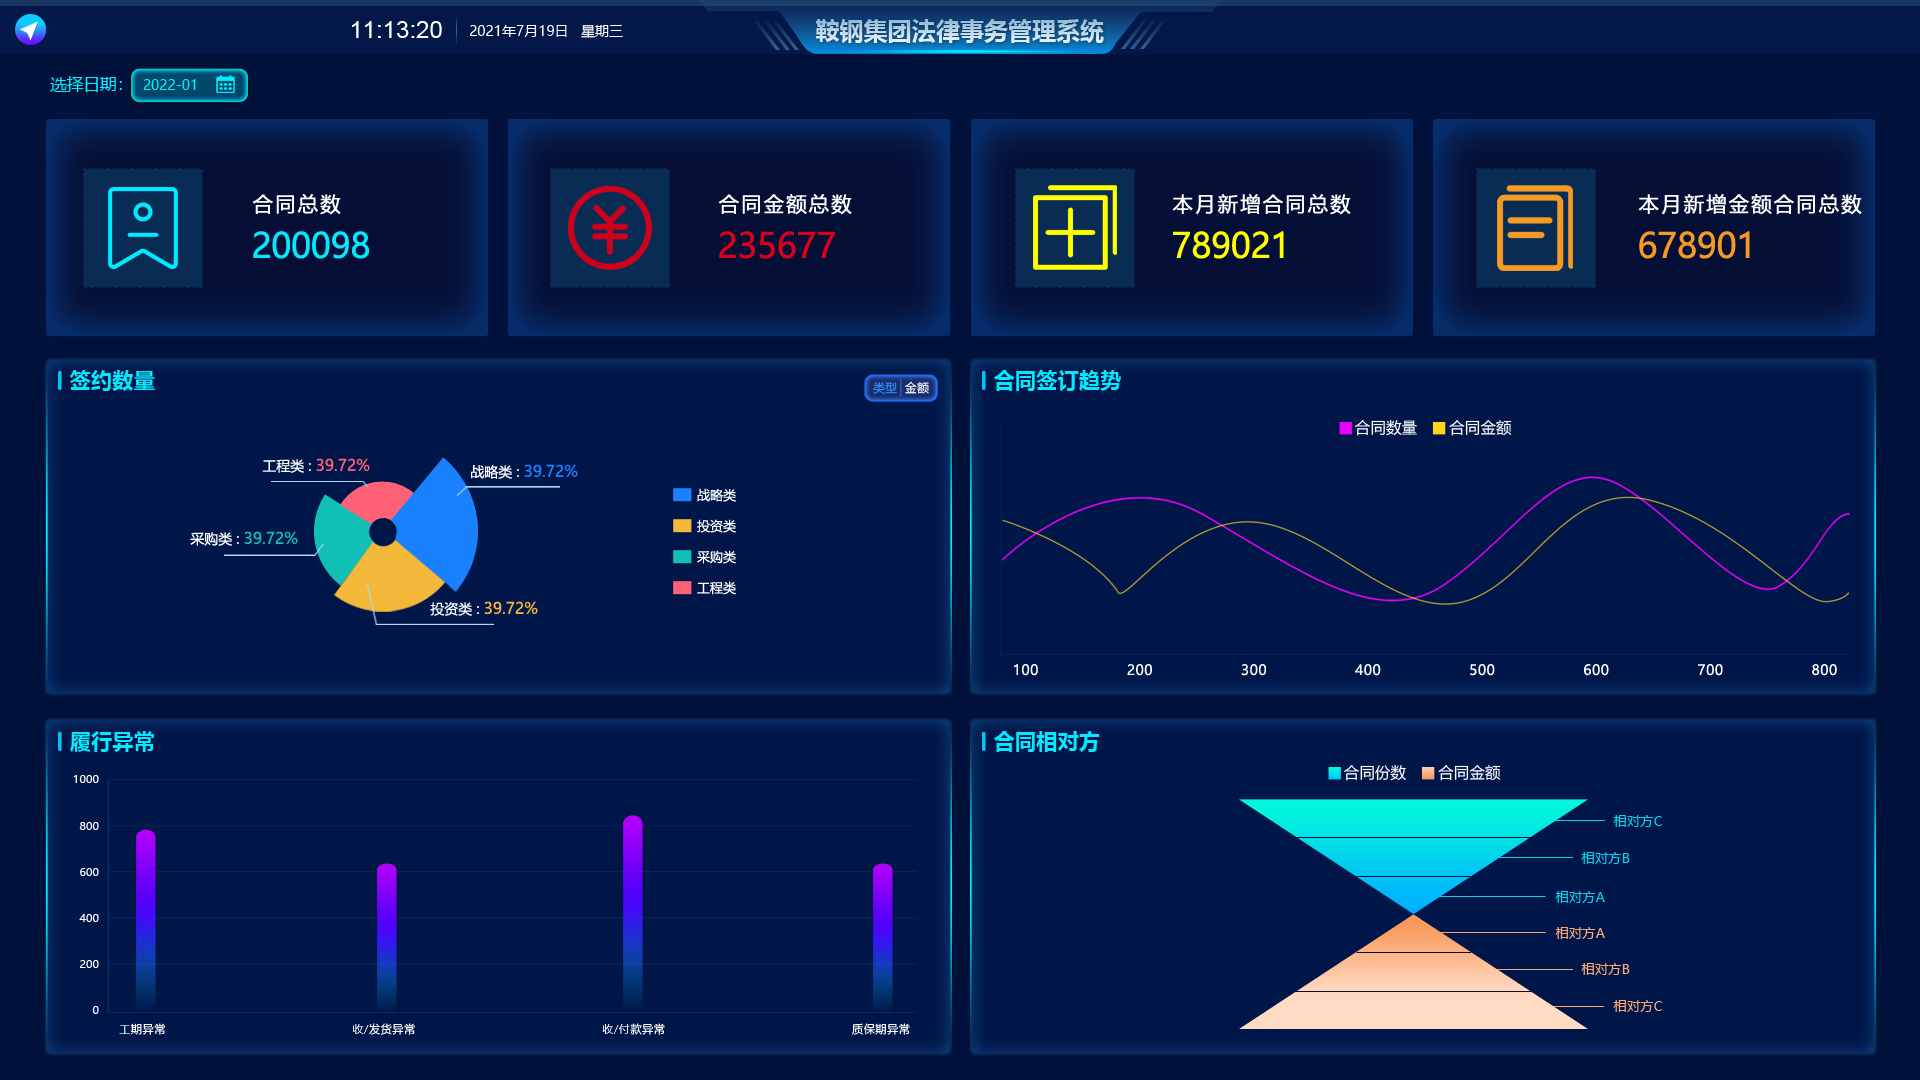 11:13:20 2021年7月19日 星期三
鞍钢集团法律事务管理系统
选择日期: 2022-01
合同总数
200098
合同金额总数
235677
本月新增合同总数
789021
本月新增金额合同总数
678901
签约数量
类型 金额
工程类 : 39.72%
战略类 : 39.72%
采购类 : 39.72%
投资类 : 39.72%
战略类
投资类
采购类
工程类
合同签订趋势
合同数量 合同金额
100 200 300 400 500 600 700 800
履行异常
1000
800
600
400
200
0
工期异常 收/发货异常 收/付款异常 质保期异常
合同相对方
合同份数 合同金额
相对方C
相对方B
相对方A
相对方A
相对方B
相对方C